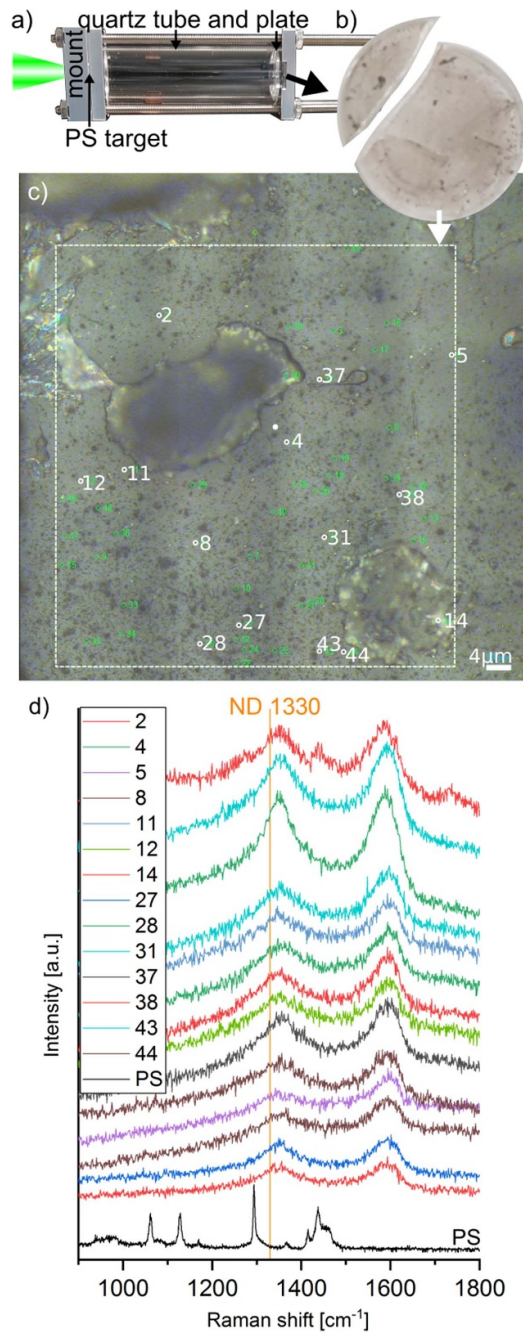 a)
quartz tube and plate
b)
mount
PS target
c)
2
5
37
4
11
12
38
8
31
27
14
28
43
44
4µm
d)
ND 1330
2
4
5
8
11
12
14
27
28
31
37
38
43
44
PS
PS
Intensity [a.u.]
1000 1200 1400 1600 1800
Raman shift [cm⁻¹]